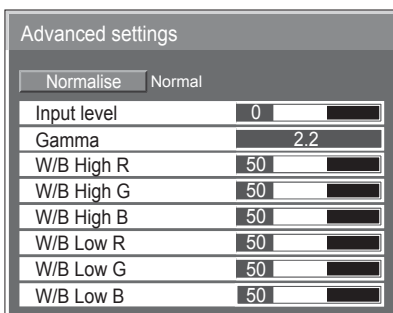 Advanced settings
Normalise Normal
Input level 0
Gamma 2.2
W/B High R 50
W/B High G 50
W/B High B 50
W/B Low R 50
W/B Low G 50
W/B Low B 50